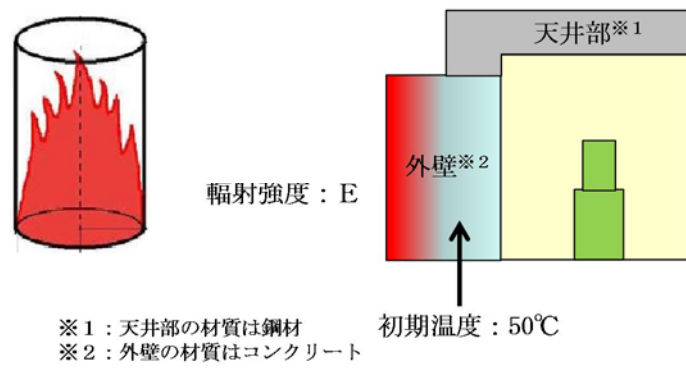 天井部※1
外壁※2
輻射強度：E
初期温度：50℃
※1：天井部の材質は鋼材
※2：外壁の材質はコンクリート